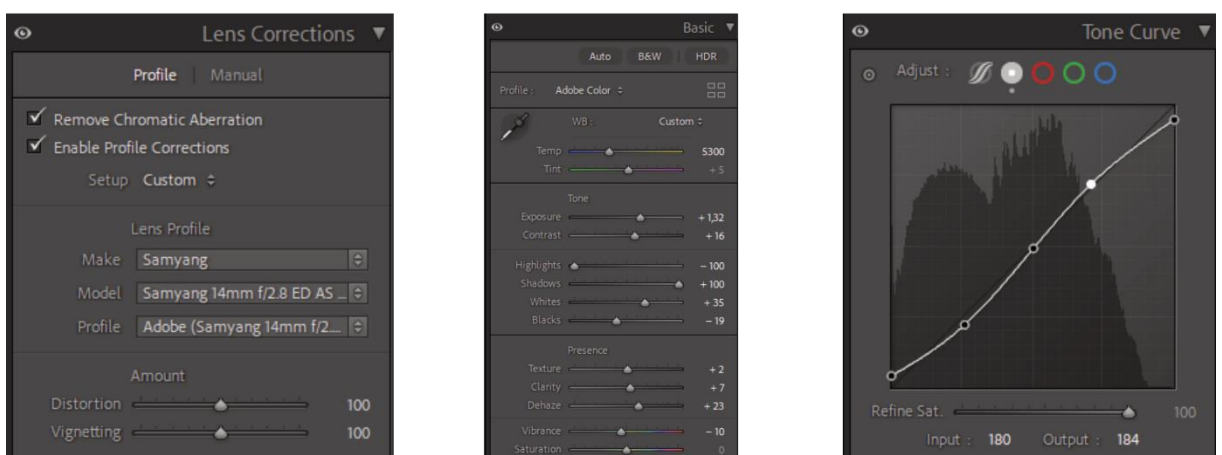 Lens Corrections
Profile | Manual
Remove Chromatic Aberration
Enable Profile Corrections
Setup Custom
Lens Profile
Make Samyang
Model Samyang 14mm f/2.8 ED AS ...
Profile Adobe (Samyang 14mm f/2....
Amount
Distortion 100
Vignetting 100
Basic
Auto B&W HDR
Profile : Adobe Color
WB : Custom
Temp 5300
Tint + 5
Tone
Exposure + 1,32
Contrast + 16
Highlights – 100
Shadows + 100
Whites + 35
Blacks – 19
Presence
Texture + 2
Clarity + 7
Dehaze + 23
Vibrance – 10
Saturation 0
Tone Curve
Adjust :
Refine Sat. 100
Input : 180 Output : 184